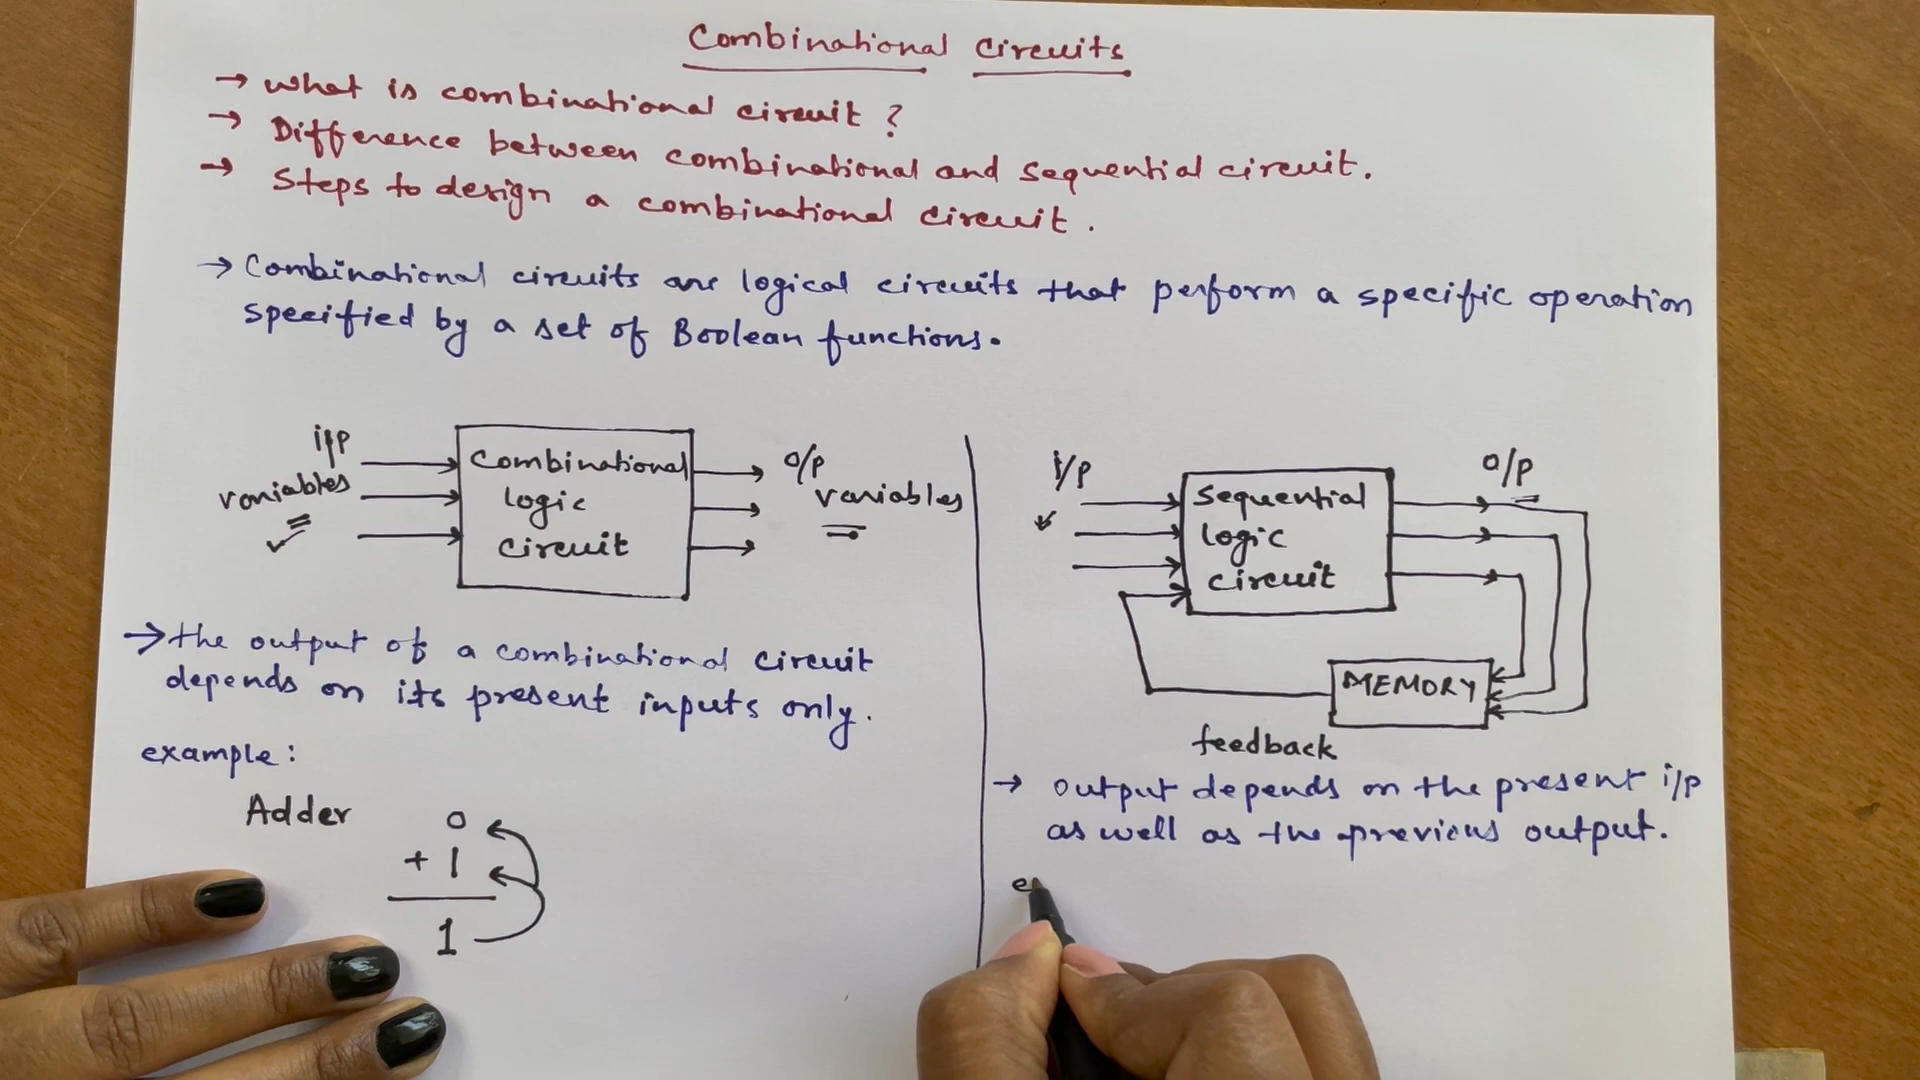 Combinational Circuits
→ What is combinational circuit ?
→ Difference between combinational and sequential circuit.
→ Steps to design a combinational circuit.
→ Combinational circuits are logical circuits that perform a specific operation
specified by a set of Boolean functions.
i/p
variables
Combinational
logic
circuit
o/p
variables
→ the output of a combinational circuit
depends on its present inputs only.
example:
Adder
0
+ 1
1
i/p
Sequential
logic
circuit
o/p
MEMORY
feedback
→ output depends on the present i/p
as well as the previous output.
e